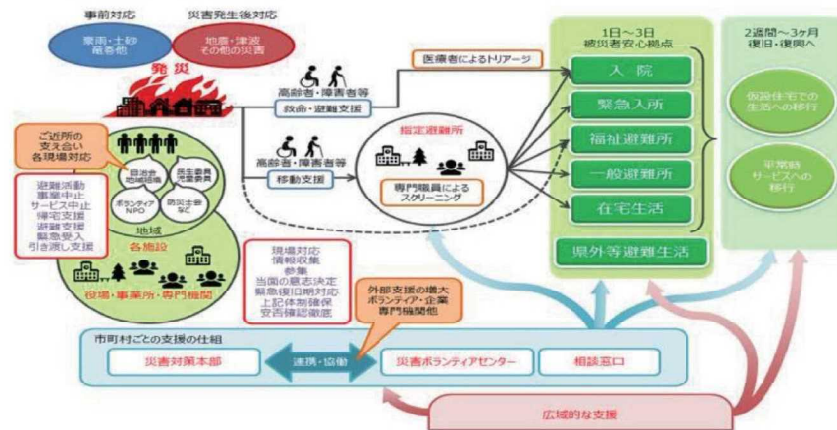 事前対応
災害発生後対応
豪雨・土砂
竜巻他
地震・津波
その他の災害
発災
ご近所の
支え合い
各現場対応
自治会
地域組織
民生委員
児童委員
ボランティア
NPO
防災士会
など
地域
避難活動
事業中止
サービス中止
帰宅支援
避難支援
緊急受入
引き渡し支援
各施設
役場・事業所・専門機関
高齢者・障害者等
救命・避難支援
高齢者・障害者等
移動支援
医療者によるトリアージ
指定避難所
専門職員による
スクリーニング
現場対応
情報収集
参集
当面の意志決定
緊急復旧期対応
上記体制確保
安否確認徹底
外部支援の増大
ボランティア・企業
専門機関他
1日～3日
被災者安心拠点
入院
緊急入所
福祉避難所
一般避難所
在宅生活
県外等避難生活
2週間～3ヶ月
復旧・復興へ
仮設住宅での
生活への移行
平常時
サービスへの
移行
市町村ごとの支援の仕組
災害対策本部
連携・協働
災害ボランティアセンター
相談窓口
広域的な支援